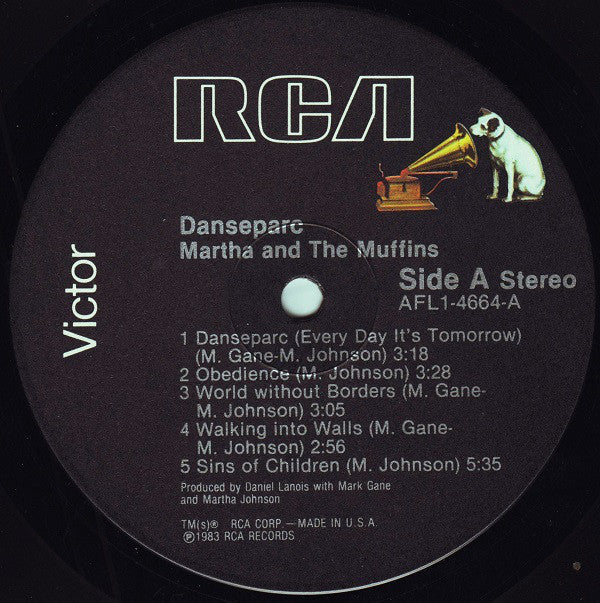 RCA
Victor
Danseparc
Martha and The Muffins
Side A Stereo
AFL1-4664-A
1 Danseparc (Every Day It's Tomorrow)
(M. Gane-M. Johnson) 3:18
2 Obedience (M. Johnson) 3:28
3 World without Borders (M. Gane-
M. Johnson) 3:05
4 Walking into Walls (M. Gane-
M. Johnson) 2:56
5 Sins of Children (M. Johnson) 5:35
Produced by Daniel Lanois with Mark Gane
and Martha Johnson
TM(s)® RCA CORP. — MADE IN U.S.A.
℗1983 RCA RECORDS